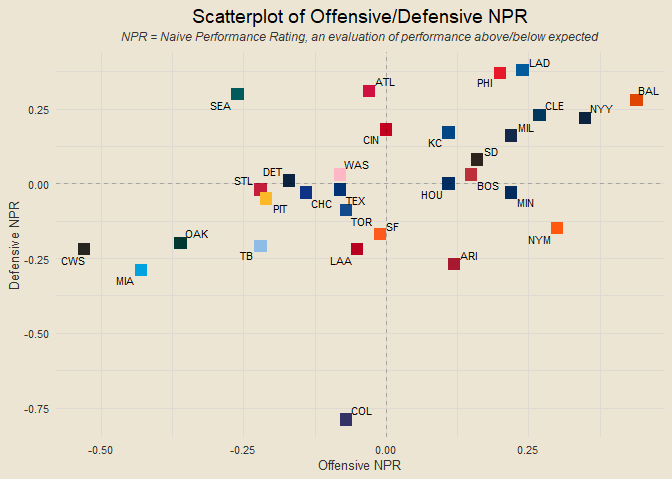 Scatterplot of Offensive/Defensive NPR
NPR = Naive Performance Rating, an evaluation of performance above/below expected
LAD
PHI
ATL
BAL
SEA
0.25
CLE
NYY
CIN
KC
MIL
SD
WAS
DET
STL
0.00
HOU
BOS
MIN
PIT
CHC
TEX
TOR
SF
NYM
OAK
CWS
TB
LAA
ARI
-0.25
MIA
-0.50
-0.75
COL
Defensive NPR
-0.50
-0.25
0.00
0.25
Offensive NPR